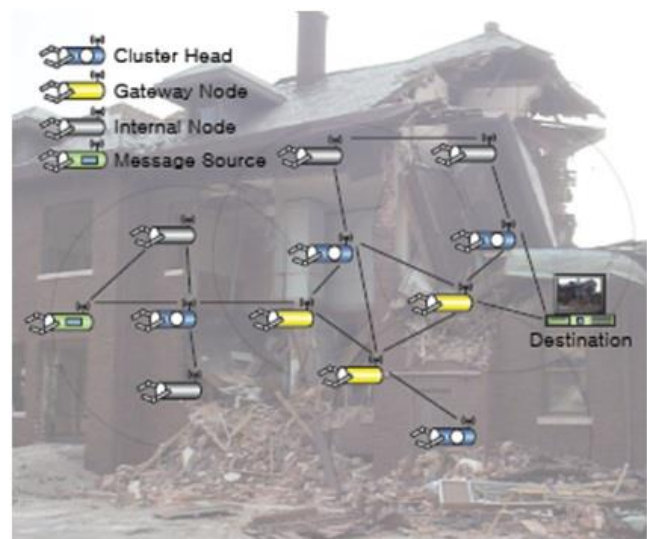 Cluster Head
Gateway Node
Internal Node
Message Source
Destination